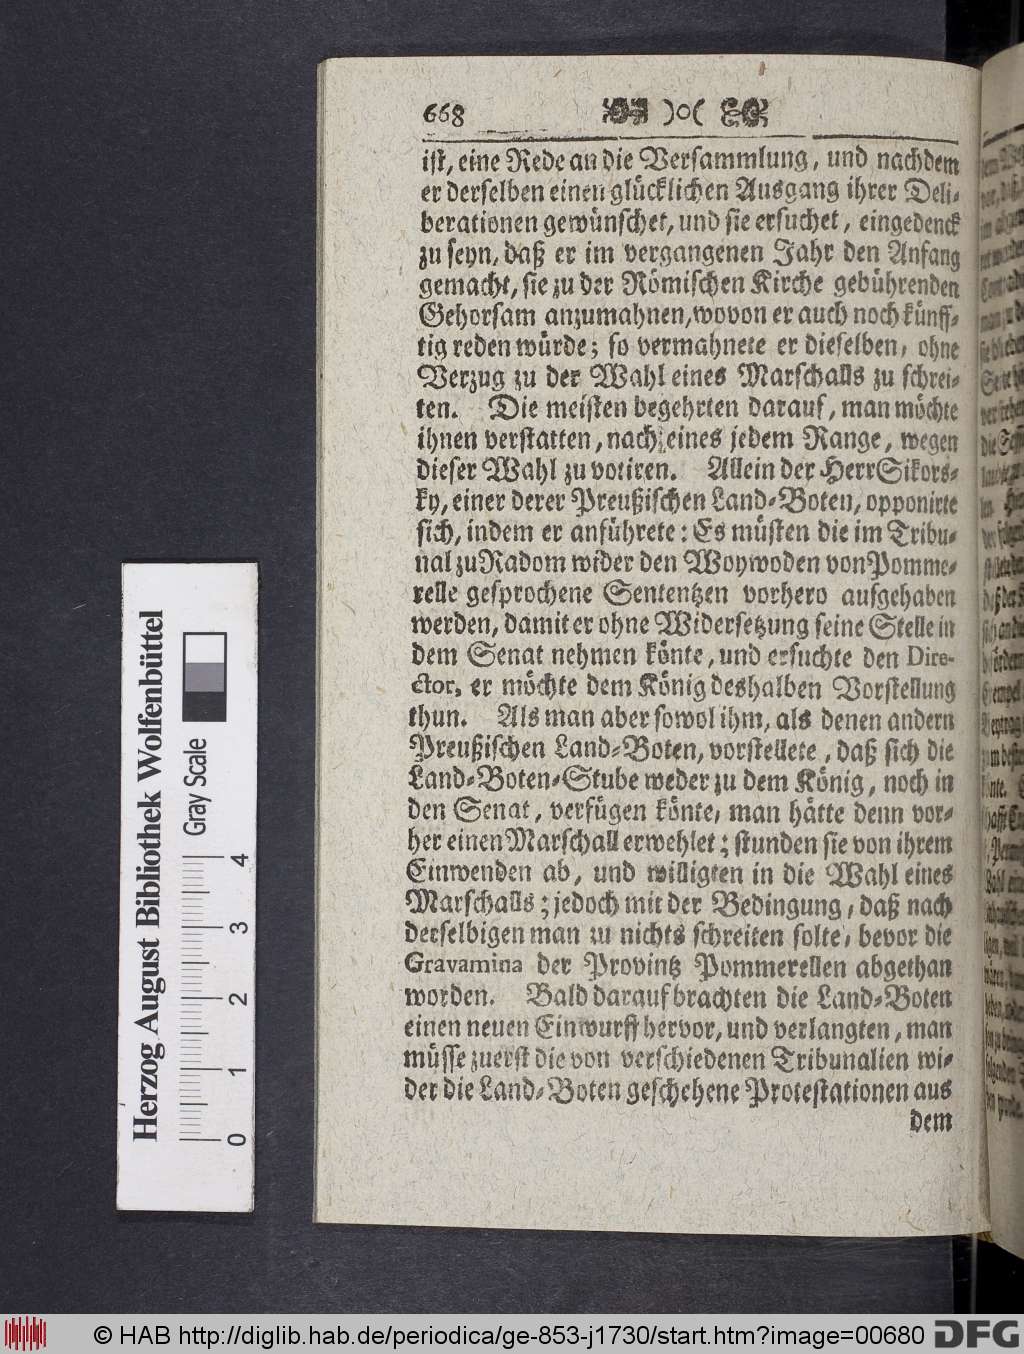 668 )o(
ist, eine Rede an die Versammlung, und nachdem
er derselben einen glücklichen Ausgang ihrer Deli-
berationen gewünschet, und sie ersuchet, eingedenck
zu seyn, daß er im vergangenen Jahr den Anfang
gemacht, sie zu der Römischen Kirche gebührenden
Gehorsam anzumahnen, wovon er auch noch künff-
tig reden würde; so vermahnete er dieselben, ohne
Verzug zu der Wahl eines Marschalls zu schrei-
ten. Die meisten begehrten darauf, man möchte
ihnen verstatten, nach eines jedem Range, wegen
dieser Wahl zu votiren. Allein der Herr Sikors-
ky, einer derer Preußischen Land-Boten, opponirte
sich, indem er anführete: Es müsten die im Tribu-
nal zu Radom wider den Woywoden von Pomme-
relle gesprochene Sententzen vorhero aufgehaben
werden, damit er ohne Widersetzung seine Stelle in
dem Senat nehmen könte, und ersuchte den Dire-
ctor, er möchte dem König deshalben Vorstellung
thun. Als man aber sowol ihm, als denen andern
Preußischen Land-Boten, vorstellete, daß sich die
Land-Boten-Stube weder zu dem König, noch in
den Senat, verfügen könte, man hätte denn vor-
her einen Marschall erwehlet; stunden sie von ihrem
Einwenden ab, und willigten in die Wahl eines
Marschalls; jedoch mit der Bedingung, daß nach
derselbigen man zu nichts schreiten solte, bevor die
Gravamina der Provintz Pommerellen abgethan
worden. Bald darauf brachten die Land-Boten
einen neuen Einwurff hervor, und verlangten, man
müsse zuerst die von verschiedenen Tribunalien wi-
der die Land-Boten geschehene Protestationen aus
dem
Herzog August Bibliothek Wolfenbüttel
Gray Scale
0 1 2 3 4
© HAB http://diglib.hab.de/periodica/ge-853-j1730/start.htm?image=00680 DFG